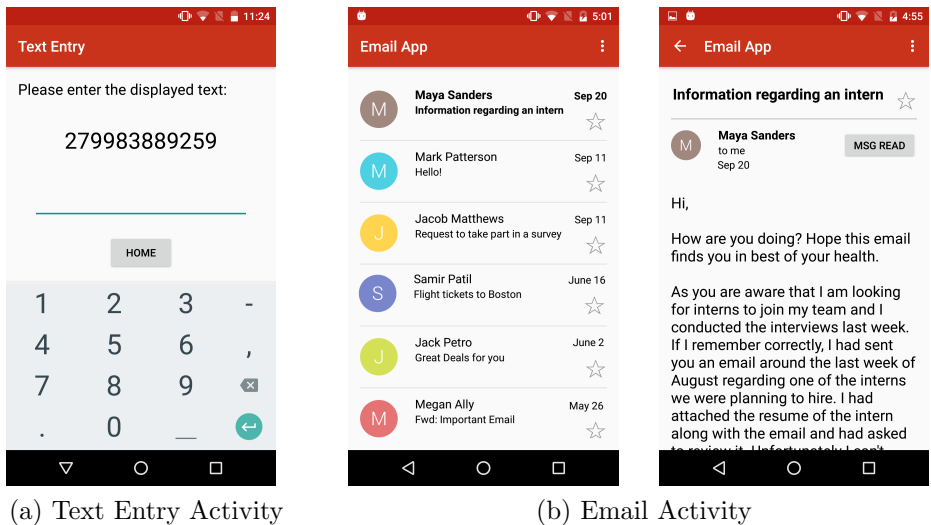 11:24
Text Entry
Please enter the displayed text:
279983889259
HOME
1 2 3 -
4 5 6 ,
7 8 9
. 0 _
(a) Text Entry Activity
5:01
Email App
M
Maya Sanders Sep 20
Information regarding an intern
M
Mark Patterson Sep 11
Hello!
J
Jacob Matthews Sep 11
Request to take part in a survey
S
Samir Patil June 16
Flight tickets to Boston
J
Jack Petro June 2
Great Deals for you
M
Megan Ally May 26
Fwd: Important Email
4:55
Email App
Information regarding an intern
M
Maya Sanders
to me
Sep 20
MSG READ
Hi,
How are you doing? Hope this email
finds you in best of your health.
As you are aware that I am looking
for interns to join my team and I
conducted the interviews last week.
If I remember correctly, I had sent
you an email around the last week of
August regarding one of the interns
we were planning to hire. I had
attached the resume of the intern
along with the email and had asked
to review it. Unfortunately I can't
(b) Email Activity